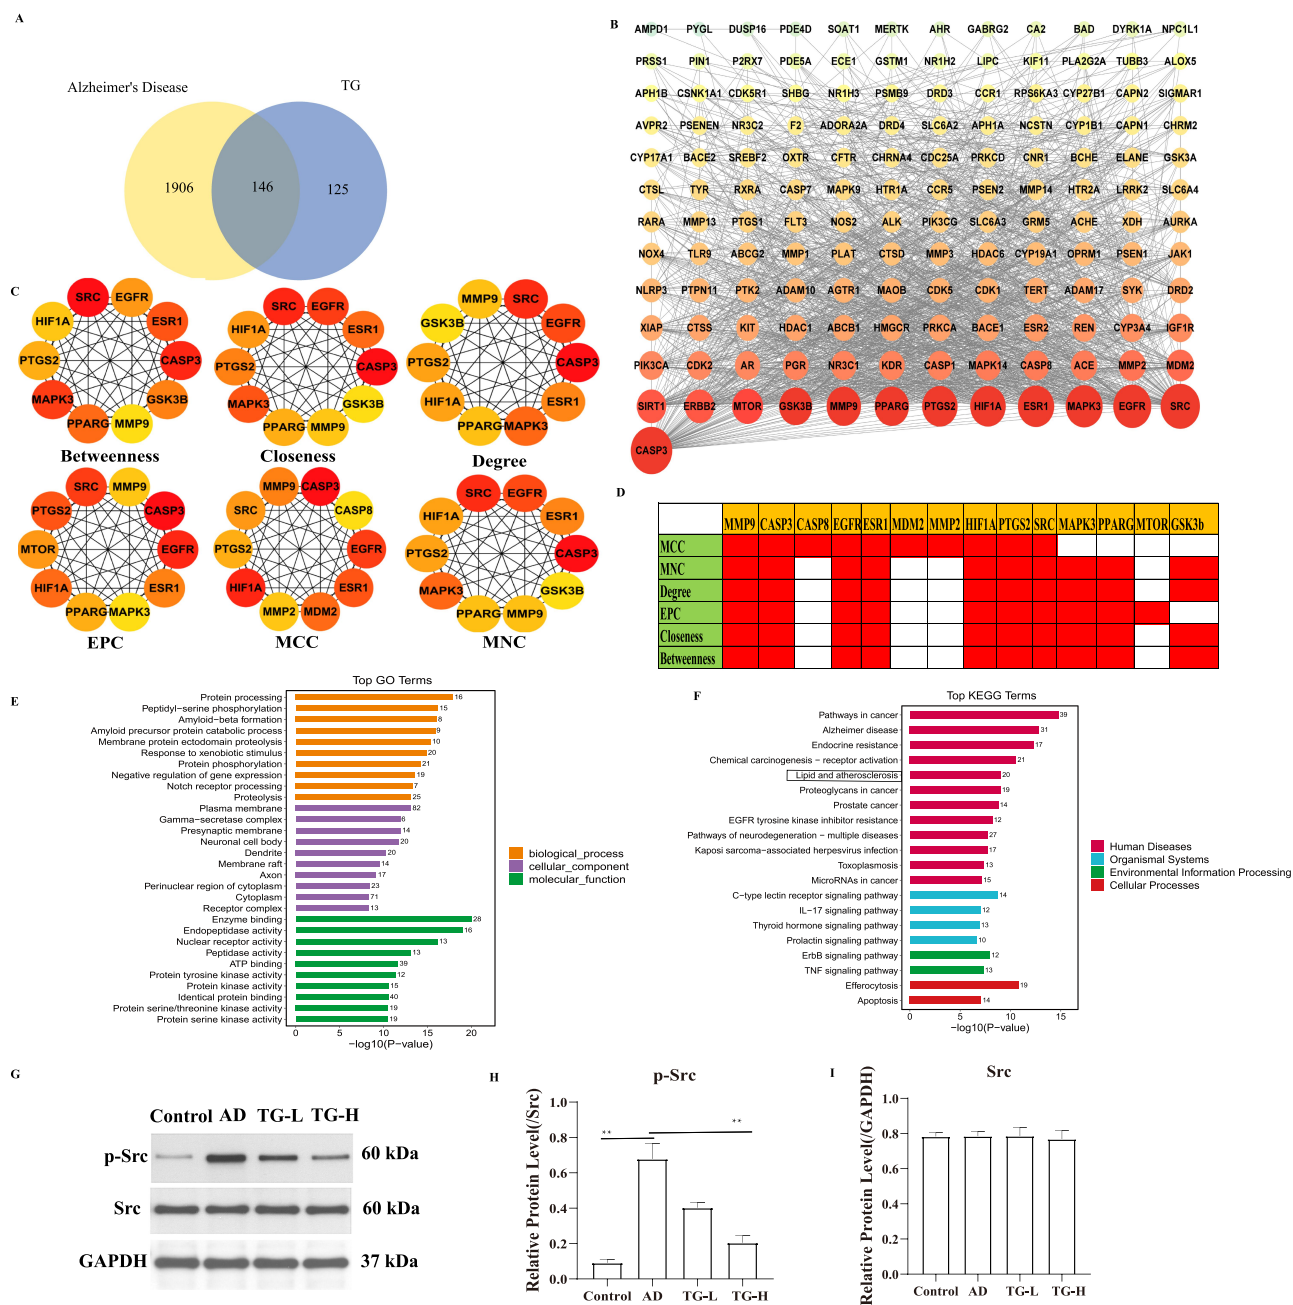 A
Alzheimer's Disease
TG
1906
146
125
B
AMPD1 PYGL DUSP16 PDE4D SOAT1 MERTK AHR GABRG2 CA2 BAD DYRK1A NPC1L1
PRSS1 PIN1 P2RX7 PDE5A ECE1 GSTM1 NR1H2 LIPC KIF11 PLA2G2A TUBB3 ALOX5
APH1B CSNK1A1 CDK5R1 SHBG NR1H3 PSMB9 DRD3 CCR1 RPS6KA3 CYP27B1 CAPN2 SIGMAR1
AVPR2 PSENEN NR3C2 F2 ADORA2A DRD4 SLC6A2 APH1A NCSTN CYP1B1 CAPN1 CHRM2
CYP17A1 BACE2 SREBF2 OXTR CFTR CHRNA4 CDC25A PRKCD CNR1 BCHE ELANE GSK3A
CTSL TYR RXRA CASP7 MAPK9 HTR1A CCR5 PSEN2 MMP14 HTR2A LRRK2 SLC6A4
RARA MMP13 PTGS1 FLT3 NOS2 ALK PIK3CG SLC6A3 GRM5 ACHE XDH AURKA
NOX4 TLR9 ABCG2 MMP1 PLAT CTSD MMP3 HDAC6 CYP19A1 OPRM1 PSEN1 JAK1
NLRP3 PTPN11 PTK2 ADAM10 AGTR1 MAOB CDK5 CDK1 TERT ADAM17 SYK DRD2
XIAP CTSS KIT HDAC1 ABCB1 HMGCR PRKCA BACE1 ESR2 REN CYP3A4 IGF1R
PIK3CA CDK2 AR PGR NR3C1 KDR CASP1 MAPK14 CASP8 ACE MMP2 MDM2
SIRT1 ERBB2 MTOR GSK3B MMP9 PPARG PTGS2 HIF1A ESR1 MAPK3 EGFR SRC
CASP3
C
SRC EGFR
HIF1A ESR1
PTGS2 CASP3
MAPK3 GSK3B
PPARG MMP9
Betweenness
SRC EGFR
HIF1A ESR1
PTGS2 CASP3
MAPK3 GSK3B
PPARG MMP9
Closeness
MMP9 SRC
GSK3B EGFR
PTGS2 CASP3
HIF1A ESR1
PPARG MAPK3
Degree
SRC MMP9
PTGS2 CASP3
MTOR EGFR
HIF1A ESR1
PPARG MAPK3
EPC
MMP9 CASP3
SRC CASP8
PTGS2 EGFR
HIF1A ESR1
MMP2 MDM2
MCC
SRC EGFR
HIF1A ESR1
PTGS2 CASP3
MAPK3 GSK3B
PPARG MMP9
MNC
D
MMP9 CASP3 CASP8 EGFR ESR1 MDM2 MMP2 HIF1A PTGS2 SRC MAPK3 PPARG MTOR GSK3b
MCC
MNC
Degree
EPC
Closeness
Betweenness
E
Top GO Terms
Protein processing 16
Peptidyl-serine phosphorylation 15
Amyloid-beta formation 8
Amyloid precursor protein catabolic process 9
Membrane protein ectodomain proteolysis 10
Response to xenobiotic stimulus 20
Protein phosphorylation 21
Negative regulation of gene expression 19
Notch receptor processing 7
Proteolysis 25
Plasma membrane 82
Gamma-secretase complex 6
Presynaptic membrane 14
Neuronal cell body 20
Dendrite 20
Membrane raft 14
Axon 17
Perinuclear region of cytoplasm 23
Cytoplasm 71
Receptor complex 13
Enzyme binding 28
Endopeptidase activity 16
Nuclear receptor activity 13
Peptidase activity 13
ATP binding 39
Protein tyrosine kinase activity 12
Protein kinase activity 15
Identical protein binding 40
Protein serine/threonine kinase activity 19
Protein serine kinase activity 19
0 5 10 15 20
−log10(P−value)
biological_process
cellular_component
molecular_function
F
Top KEGG Terms
Pathways in cancer 39
Alzheimer disease 31
Endocrine resistance 17
Chemical carcinogenesis − receptor activation 21
Lipid and atherosclerosis 20
Proteoglycans in cancer 19
Prostate cancer 14
EGFR tyrosine kinase inhibitor resistance 12
Pathways of neurodegeneration − multiple diseases 27
Kaposi sarcoma−associated herpesvirus infection 17
Toxoplasmosis 13
MicroRNAs in cancer 15
C−type lectin receptor signaling pathway 14
IL−17 signaling pathway 12
Thyroid hormone signaling pathway 13
Prolactin signaling pathway 10
ErbB signaling pathway 12
TNF signaling pathway 13
Efferocytosis 19
Apoptosis 14
0 5 10 15
−log10(P−value)
Human Diseases
Organismal Systems
Environmental Information Processing
Cellular Processes
G
Control AD TG-L TG-H
p-Src 60 kDa
Src 60 kDa
GAPDH 37 kDa
H
p-Src
Relative Protein Level(/Src)
1.0
0.8
0.6
0.4
0.2
0.0
** **
Control AD TG-L TG-H
I
Src
Relative Protein Level(/GAPDH)
1.0
0.8
0.6
0.4
0.2
0.0
Control AD TG-L TG-H